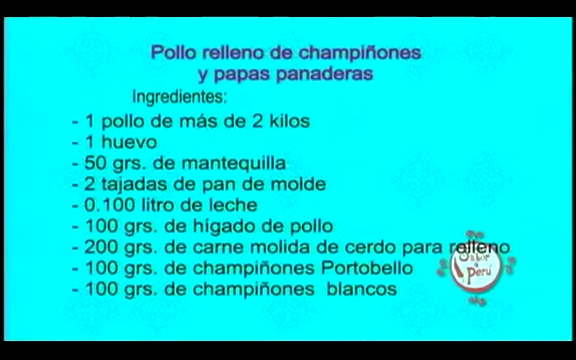 Pollo relleno de champiñones
y papas panaderas
Ingredientes:
- 1 pollo de más de 2 kilos
- 1 huevo
- 50 grs. de mantequilla
- 2 tajadas de pan de molde
- 0.100 litro de leche
- 100 grs. de hígado de pollo
- 200 grs. de carne molida de cerdo para relleno
- 100 grs. de champiñones Portobello
- 100 grs. de champiñones  blancos
Sabor
a
Perú